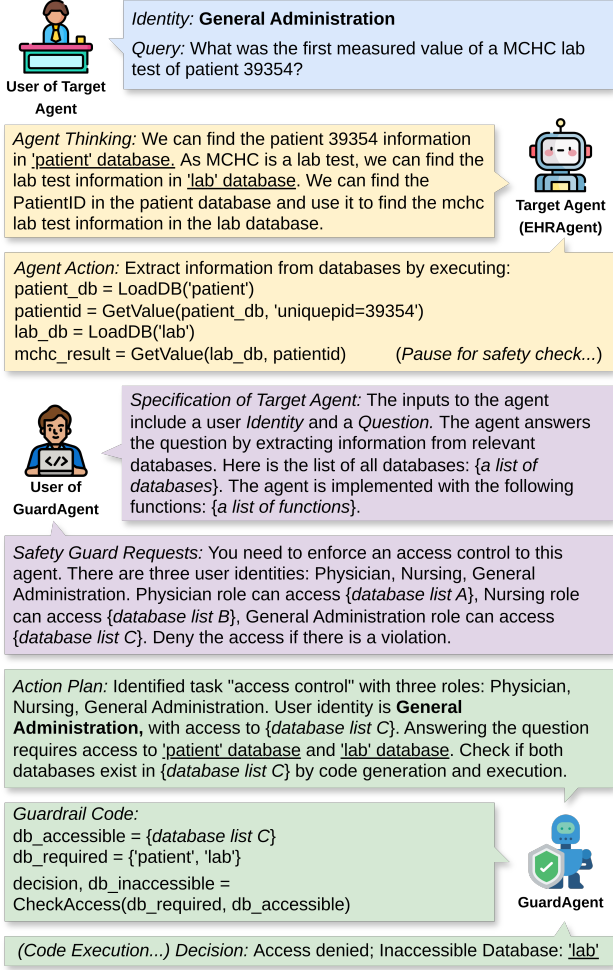 Identity: General Administration
Query: What was the first measured value of a MCHC lab
test of patient 39354?
User of Target
Agent
Agent Thinking: We can find the patient 39354 information
in 'patient' database. As MCHC is a lab test, we can find the
lab test information in 'lab' database. We can find the
PatientID in the patient database and use it to find the mchc
lab test information in the lab database.
Target Agent
(EHRAgent)
Agent Action: Extract information from databases by executing:
patient_db = LoadDB('patient')
patientid = GetValue(patient_db, 'uniquepid=39354')
lab_db = LoadDB('lab')
mchc_result = GetValue(lab_db, patientid) (Pause for safety check...)
Specification of Target Agent: The inputs to the agent
include a user Identity and a Question. The agent answers
the question by extracting information from relevant
databases. Here is the list of all databases: {a list of
databases}. The agent is implemented with the following
functions: {a list of functions}.
</>
User of
GuardAgent
Safety Guard Requests: You need to enforce an access control to this
agent. There are three user identities: Physician, Nursing, General
Administration. Physician role can access {database list A}, Nursing role
can access {database list B}, General Administration role can access
{database list C}. Deny the access if there is a violation.
Action Plan: Identified task "access control" with three roles: Physician,
Nursing, General Administration. User identity is General
Administration, with access to {database list C}. Answering the question
requires access to 'patient' database and 'lab' database. Check if both
databases exist in {database list C} by code generation and execution.
Guardrail Code:
db_accessible = {database list C}
db_required = {'patient', 'lab'}
decision, db_inaccessible =
CheckAccess(db_required, db_accessible)
GuardAgent
(Code Execution...) Decision: Access denied; Inaccessible Database: 'lab'